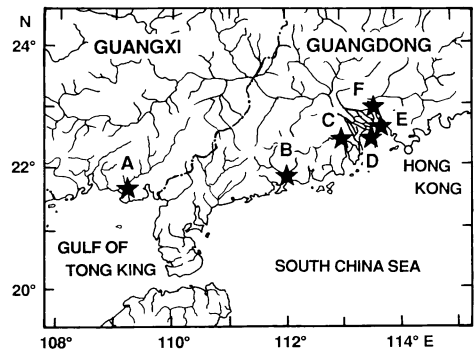 N
24°
22°
N
20°
GUANGXI
GUANGDONG
F
E
C
D
B
A
HONG
KONG
GULF OF
TONG KING
SOUTH CHINA SEA
108°
110°
112°
114° E